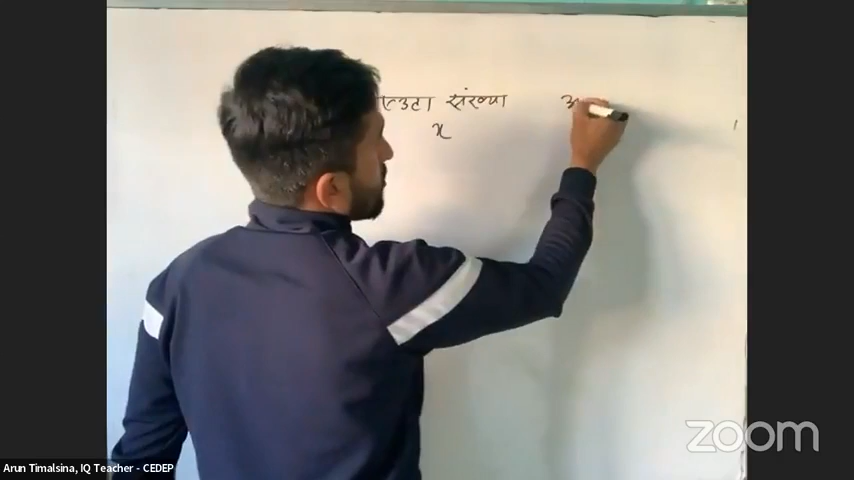 एउटा संख्या
x
zoom
Arun Timalsina, IQ Teacher - CEDEP